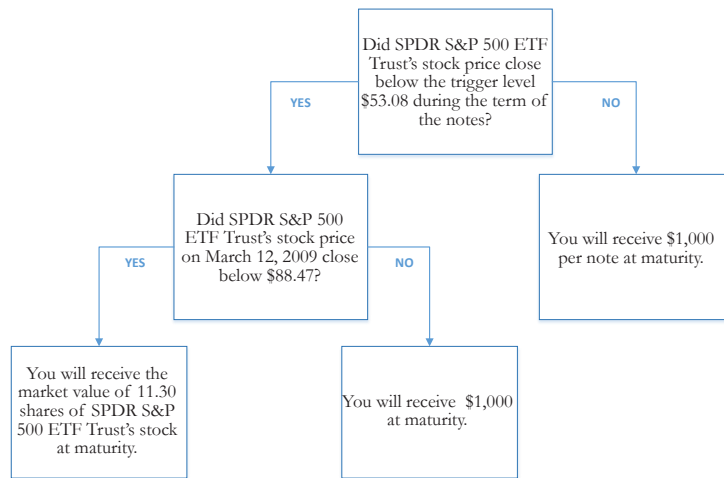 Did SPDR S&P 500 ETF
Trust's stock price close
below the trigger level
$53.08 during the term of
the notes?
YES
NO
Did SPDR S&P 500
ETF Trust's stock price
on March 12, 2009 close
below $88.47?
You will receive $1,000
per note at maturity.
YES
NO
You will receive the
market value of 11.30
shares of SPDR S&P
500 ETF Trust's stock
at maturity.
You will receive $1,000
at maturity.